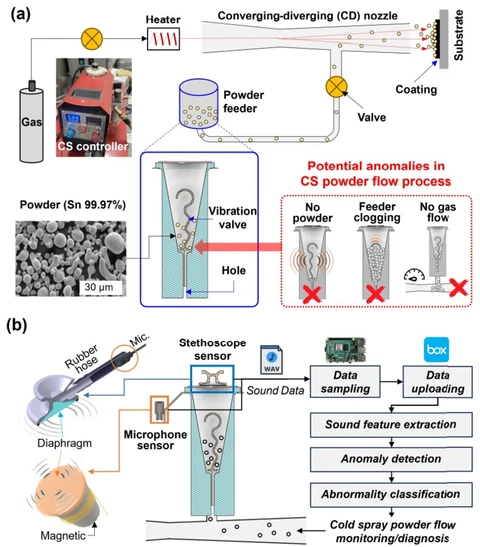 (a)
Heater
Converging-diverging (CD) nozzle
Substrate
Gas
CS controller
Powder
feeder
Valve
Coating
Powder (Sn 99.97%)
30 µm
Vibration
valve
Hole
Potential anomalies in
CS powder flow process
No
powder
Feeder
clogging
No gas
flow
(b)
Rubber
hose
Mic.
Diaphragm
Magnetic
Stethoscope
sensor
Microphone
sensor
WAV
Sound Data
box
Data
sampling
Data
uploading
Sound feature extraction
Anomaly detection
Abnormality classification
Cold spray powder flow
monitoring/diagnosis